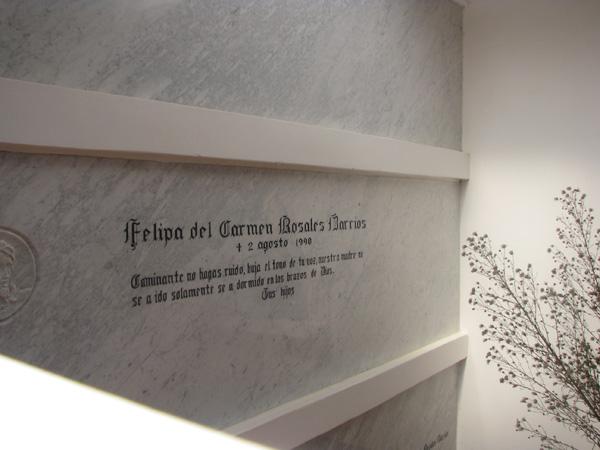 Felipa del Carmen Rosales Barrios
✝ 2 agosto 1990
Caminante no hagas ruido, baja el tono de tu voz, nuestra madre no
se a ido solamente se a dormido en los brazos de Dios.
Tus hijos